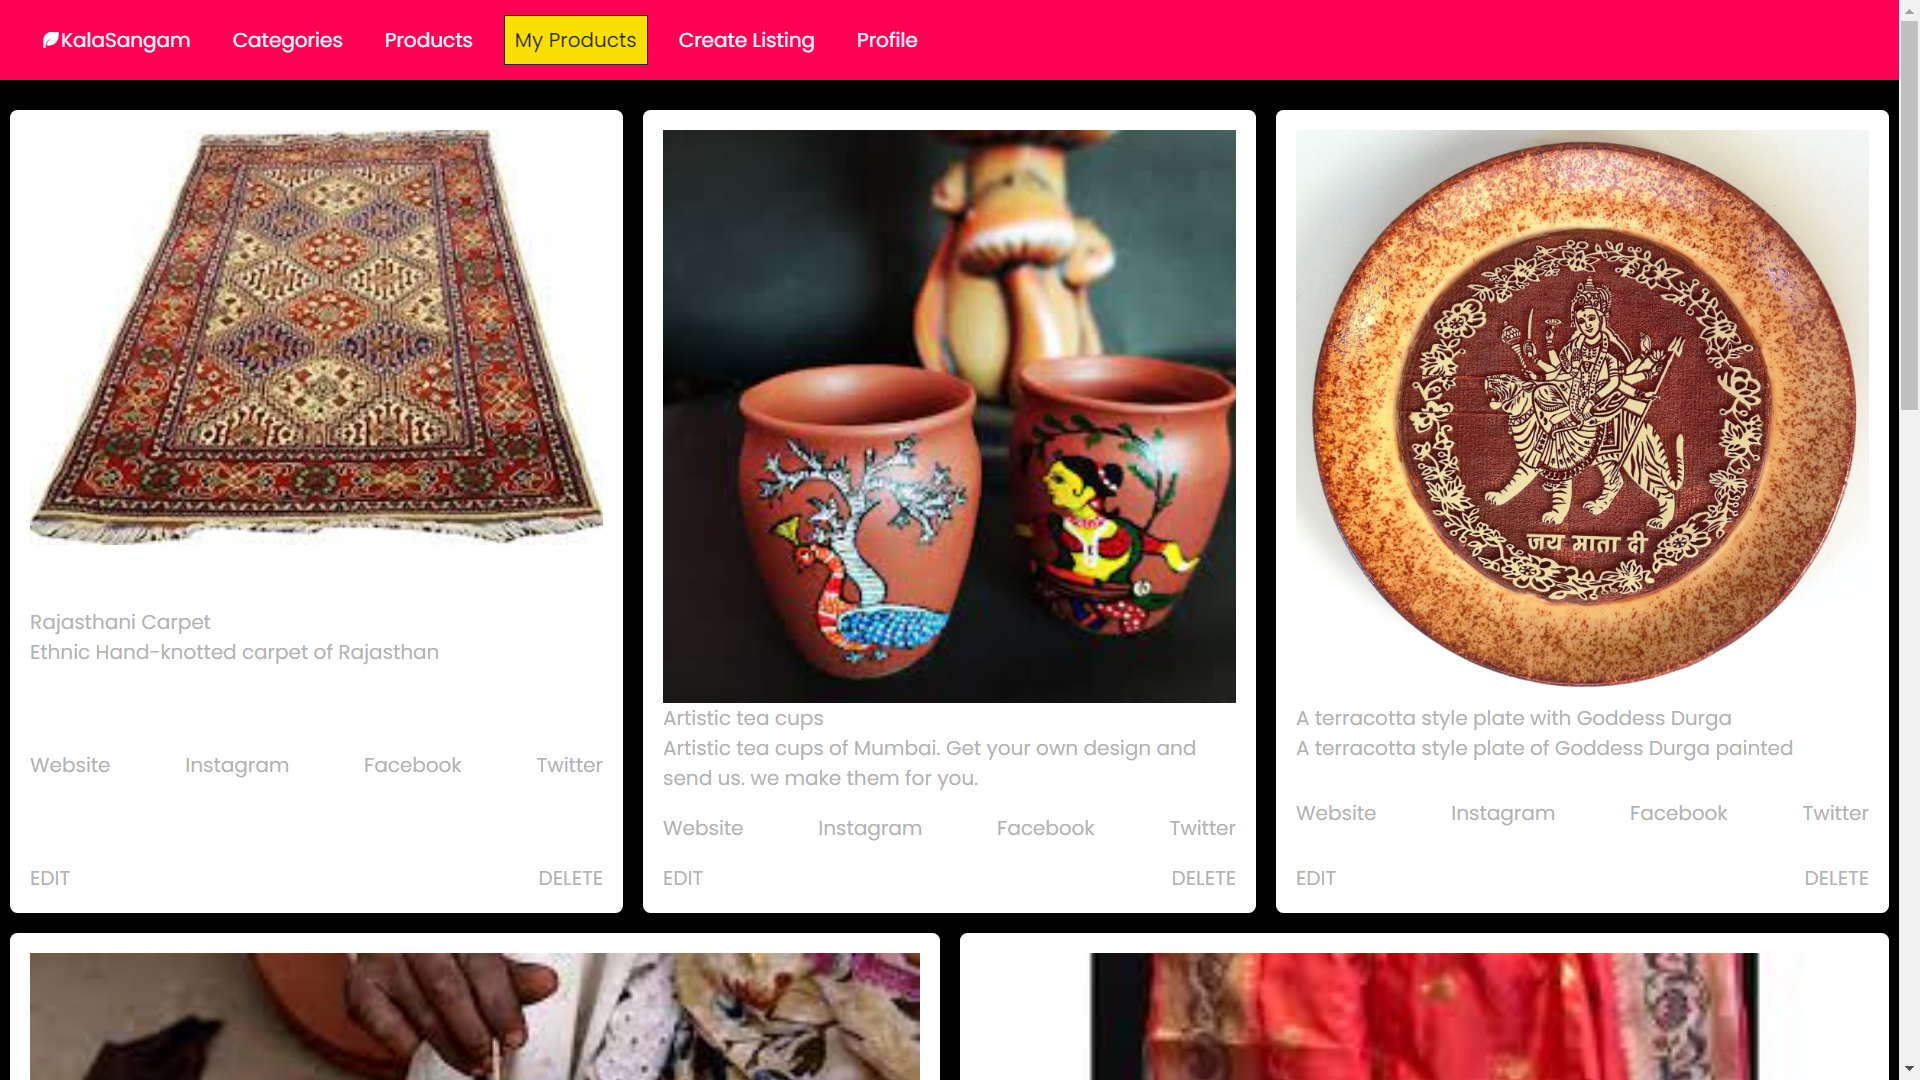 KalaSangam Categories Products My Products Create Listing Profile
जय माता दी
Rajasthani Carpet
Ethnic Hand-knotted carpet of Rajasthan
Website Instagram Facebook Twitter
EDIT DELETE
Artistic tea cups
Artistic tea cups of Mumbai. Get your own design and
send us. we make them for you.
Website Instagram Facebook Twitter
EDIT DELETE
A terracotta style plate with Goddess Durga
A terracotta style plate of Goddess Durga painted
Website Instagram Facebook Twitter
EDIT DELETE